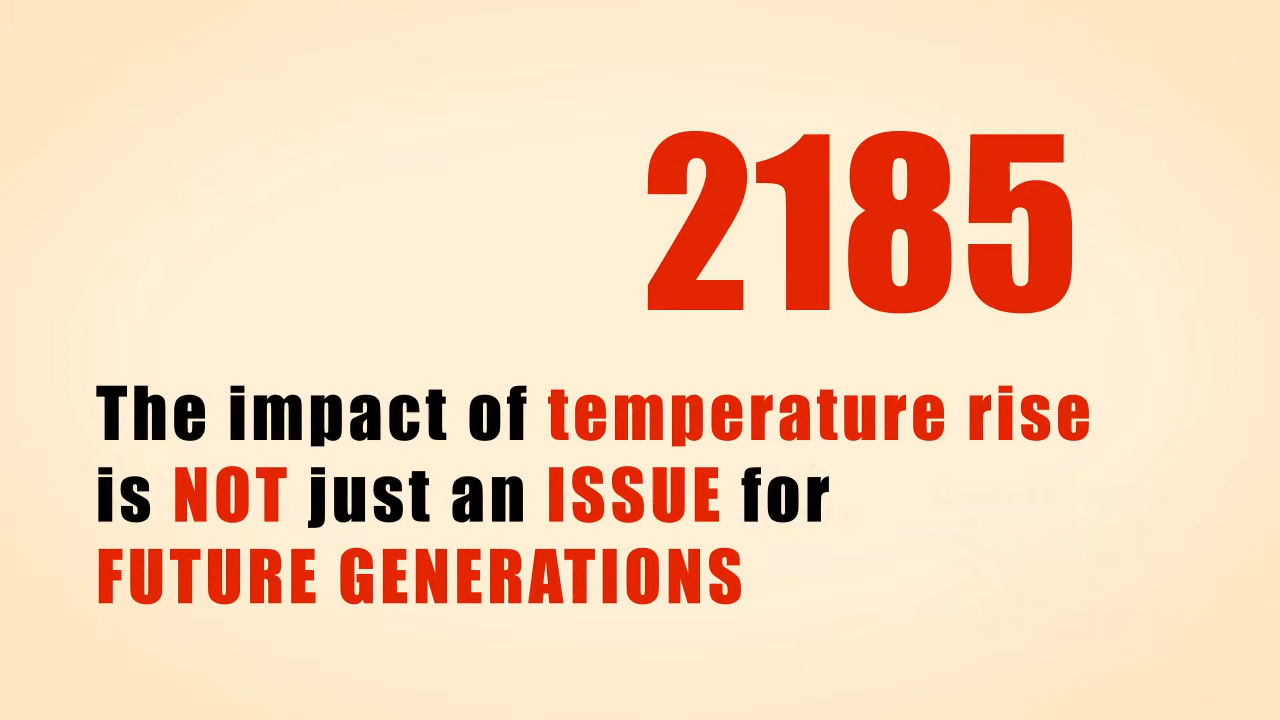 2185
The impact of temperature rise
is NOT just an ISSUE for
FUTURE GENERATIONS